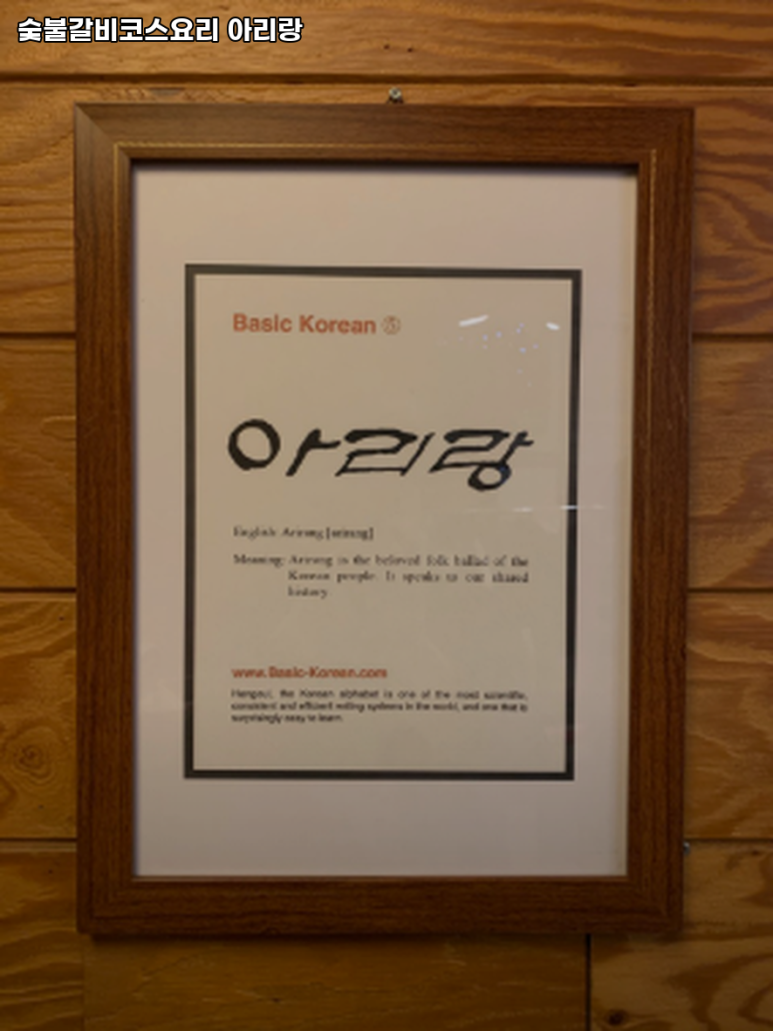 숯불갈비코스요리 아리랑
Basic Korean ⑤
아리랑
English: Arirang [arirang]
Meaning: Arirang is the beloved folk ballad of the
Korean people. It speaks to our shared
history.
www.Basic-Korean.com
Hangeul, the Korean alphabet is one of the most scientific,
consistent and efficient writing systems in the world, and one that is
surprisingly easy to learn.